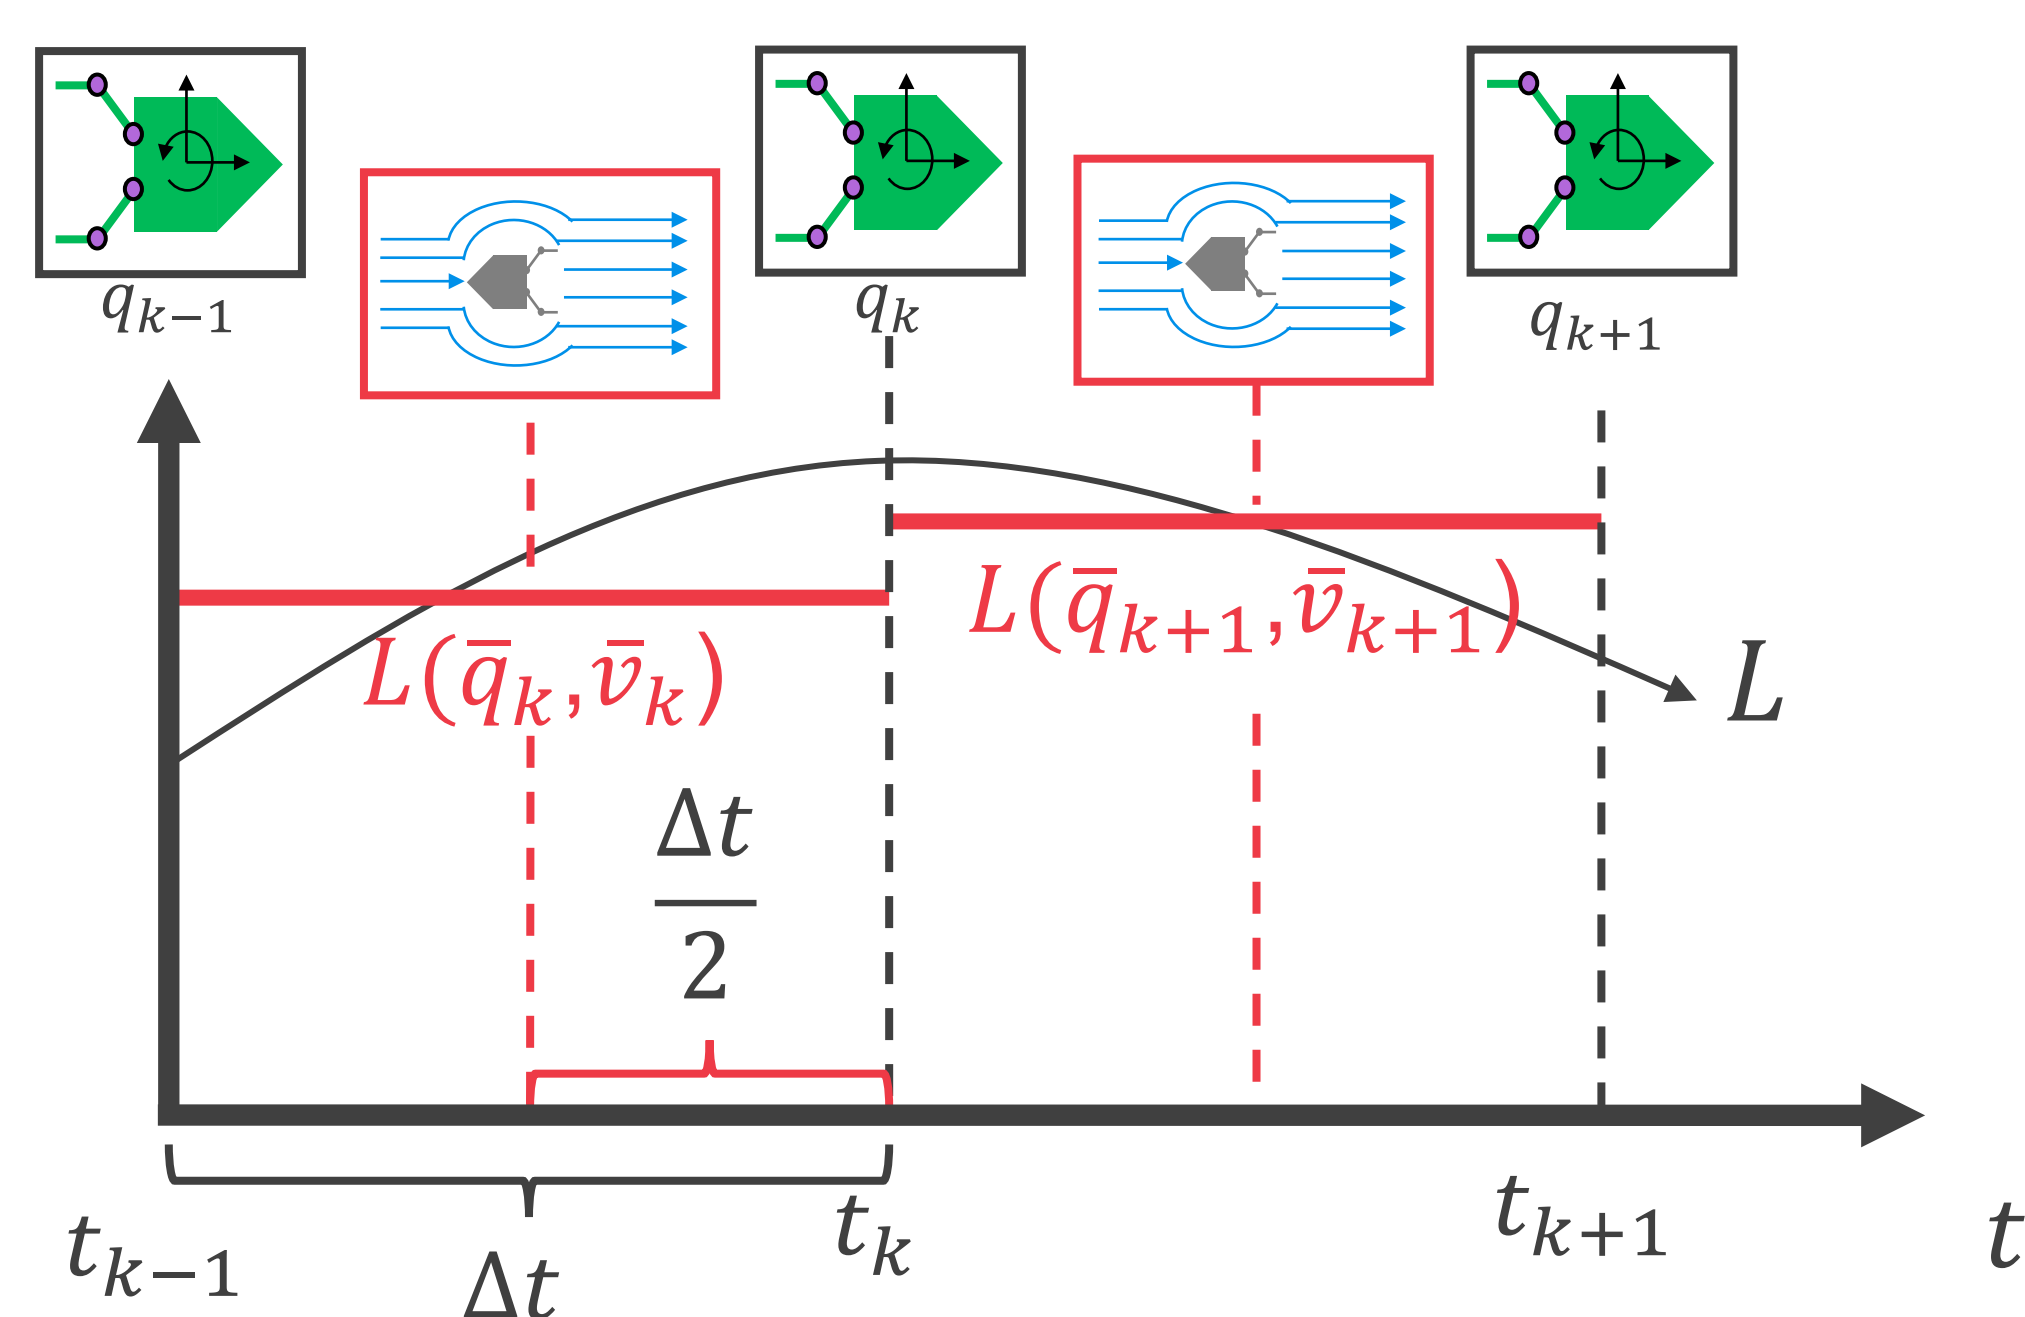 q_{k−1}
q_k
q_{k+1}
L(q̅_k, v̅_k)
L(q̅_{k+1}, v̅_{k+1})
L
Δt
2
t_{k−1}
Δt
t_k
t_{k+1}
t